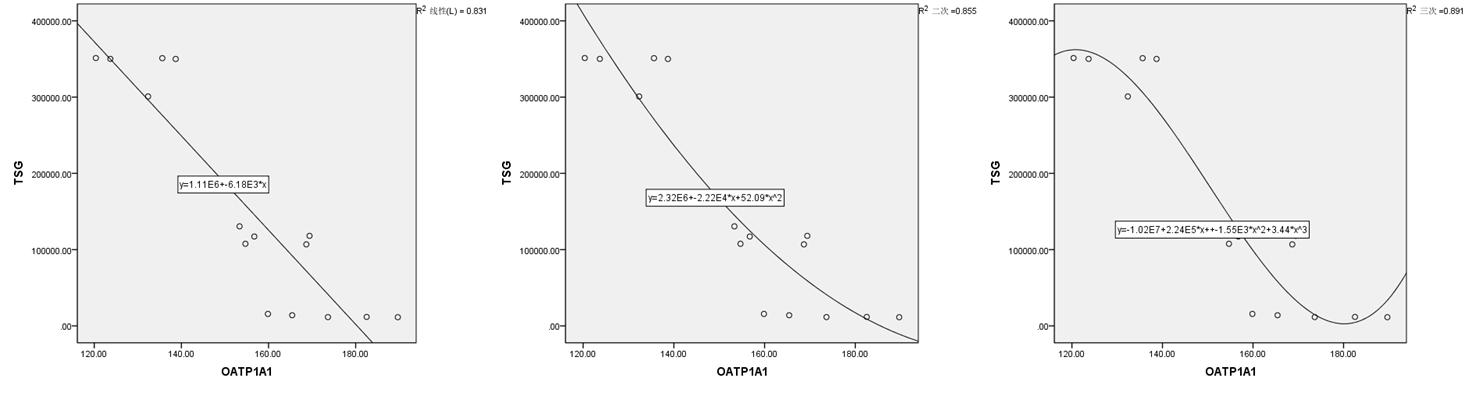 R² 线性(L) = 0.831
400000.00
300000.00
200000.00
100000.00
.00
TSG
y=1.11E6+-6.18E3*x
120.00 140.00 160.00 180.00
OATP1A1
R² 二次 =0.855
400000.00
300000.00
200000.00
100000.00
.00
TSG
y=2.32E6+-2.22E4*x+52.09*x^2
120.00 140.00 160.00 180.00
OATP1A1
R² 三次 =0.891
400000.00
300000.00
200000.00
100000.00
.00
TSG
y=-1.02E7+2.24E5*x++-1.55E3*x^2+3.44*x^3
120.00 140.00 160.00 180.00
OATP1A1